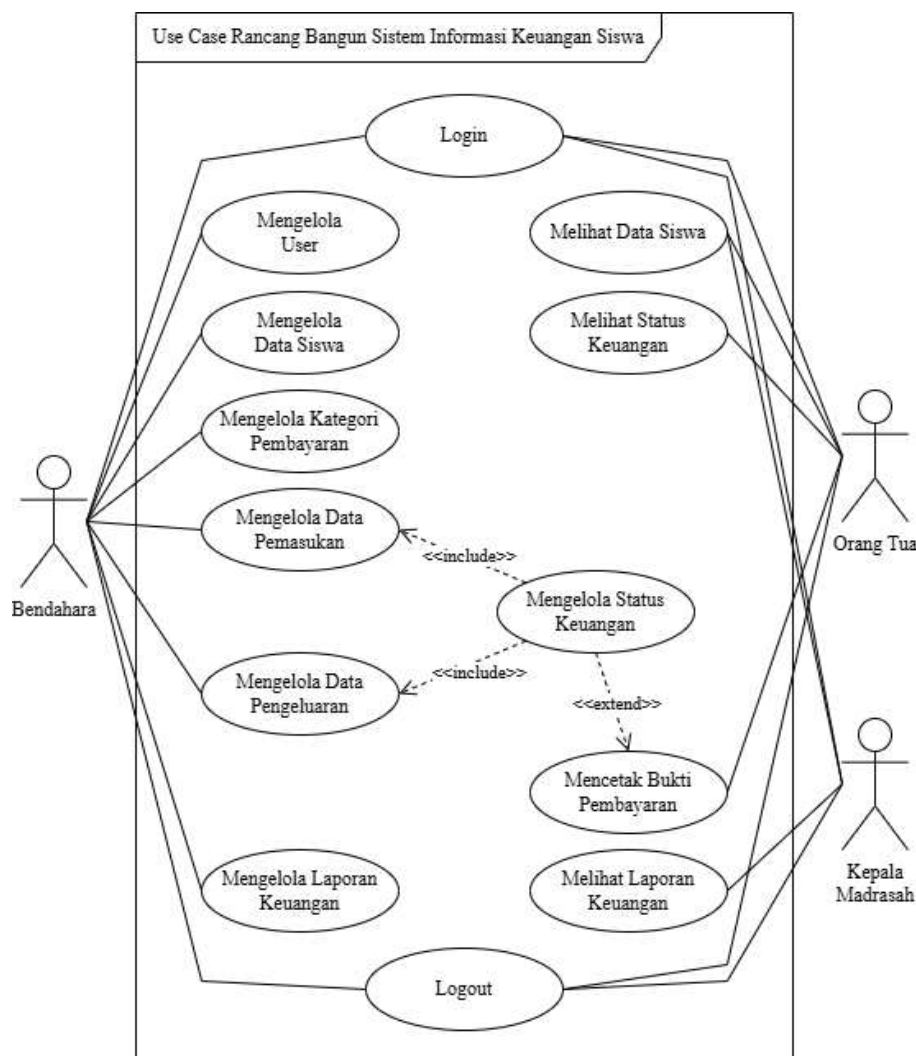 Use Case Rancang Bangun Sistem Informasi Keuangan Siswa
Login
Mengelola
User
Melihat Data Siswa
Mengelola
Data Siswa
Melihat Status
Keuangan
Mengelola Kategori
Pembayaran
Mengelola Data
Pemasukan
<<include>>
Mengelola Status
Keuangan
Bendahara
Orang Tua
Mengelola Data
Pengeluaran
<<include>>
<<extend>>
Mencetak Bukti
Pembayaran
Mengelola Laporan
Keuangan
Melihat Laporan
Keuangan
Kepala
Madrasah
Logout